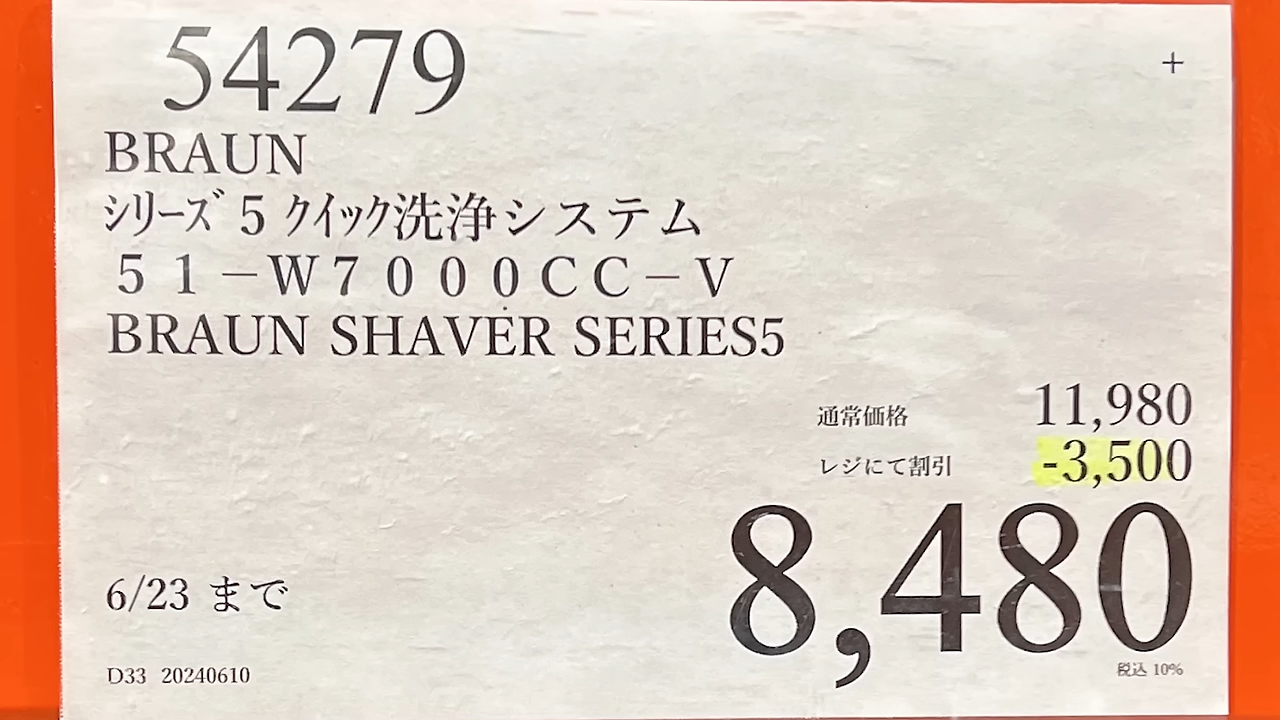 54279
+
BRAUN
ｼﾘｰｽﾞ 5 ｸｲｯｸ洗浄システム
５１－Ｗ７０００ＣＣ－Ｖ
BRAUN SHAVER SERIES5
通常価格 11,980
レジにて割引 -3,500
8,480
6/23 まで
税込 10%
D33 20240610